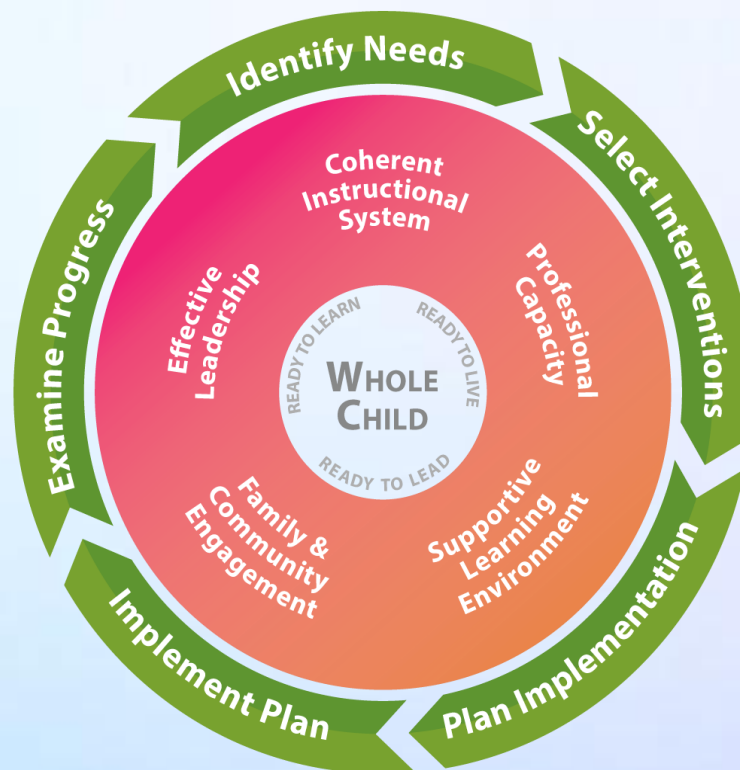 Identify Needs
Select Interventions
Plan Implementation
Implement Plan
Examine Progress
Coherent
Instructional
System
Professional
Capacity
Supportive
Learning
Environment
Family &
Community
Engagement
Effective
Leadership
READY TO LEARN
READY TO LIVE
READY TO LEAD
WHOLE
CHILD